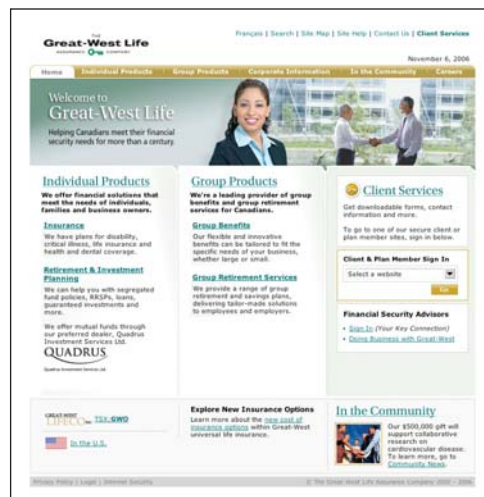 THE
Great-West Life
ASSURANCE COMPANY
Français | Search | Site Map | Site Help | Contact Us | Client Services
November 6, 2006
Home Individual Products Group Products Corporate Information In the Community Careers
Welcome to
Great-West Life
Helping Canadians meet their financial
security needs for more than a century.
Individual Products
We offer financial solutions that
meet the needs of individuals,
families and business owners.
Insurance
We have plans for disability,
critical illness, life insurance and
health and dental coverage.
Retirement & Investment
Planning
We can help you with segregated
fund policies, RRSPs, loans,
guaranteed investments and
more.
We offer mutual funds through
our preferred dealer, Quadrus
Investment Services Ltd.
QUADRUS
Quadrus Investment Services Ltd.
Group Products
We're a leading provider of group
benefits and group retirement
services for Canadians.
Group Benefits
Our flexible and innovative
benefits can be tailored to fit the
specific needs of your business,
whether large or small.
Group Retirement Services
We provide a range of group
retirement and savings plans,
delivering tailor-made solutions
to employees and employers.
Client Services
Get downloadable forms, contact
information and more.
To go to one of our secure client or
plan member sites, sign in below.
Client & Plan Member Sign In
Select a website
Go
Financial Security Advisors
• Sign In (Your Key Connection)
• Doing Business with Great-West
GREAT-WEST
LIFECO INC.
TSX:GWO
In the U.S.
Explore New Insurance Options
Learn more about the new cost of
insurance options within Great-West
universal life insurance.
In the Community
Our $500,000 gift will
support collaborative
research on
cardiovascular disease.
To learn more, go to
Community News.
Privacy Policy | Legal | Internet Security
© The Great-West Life Assurance Company 2000 - 2006